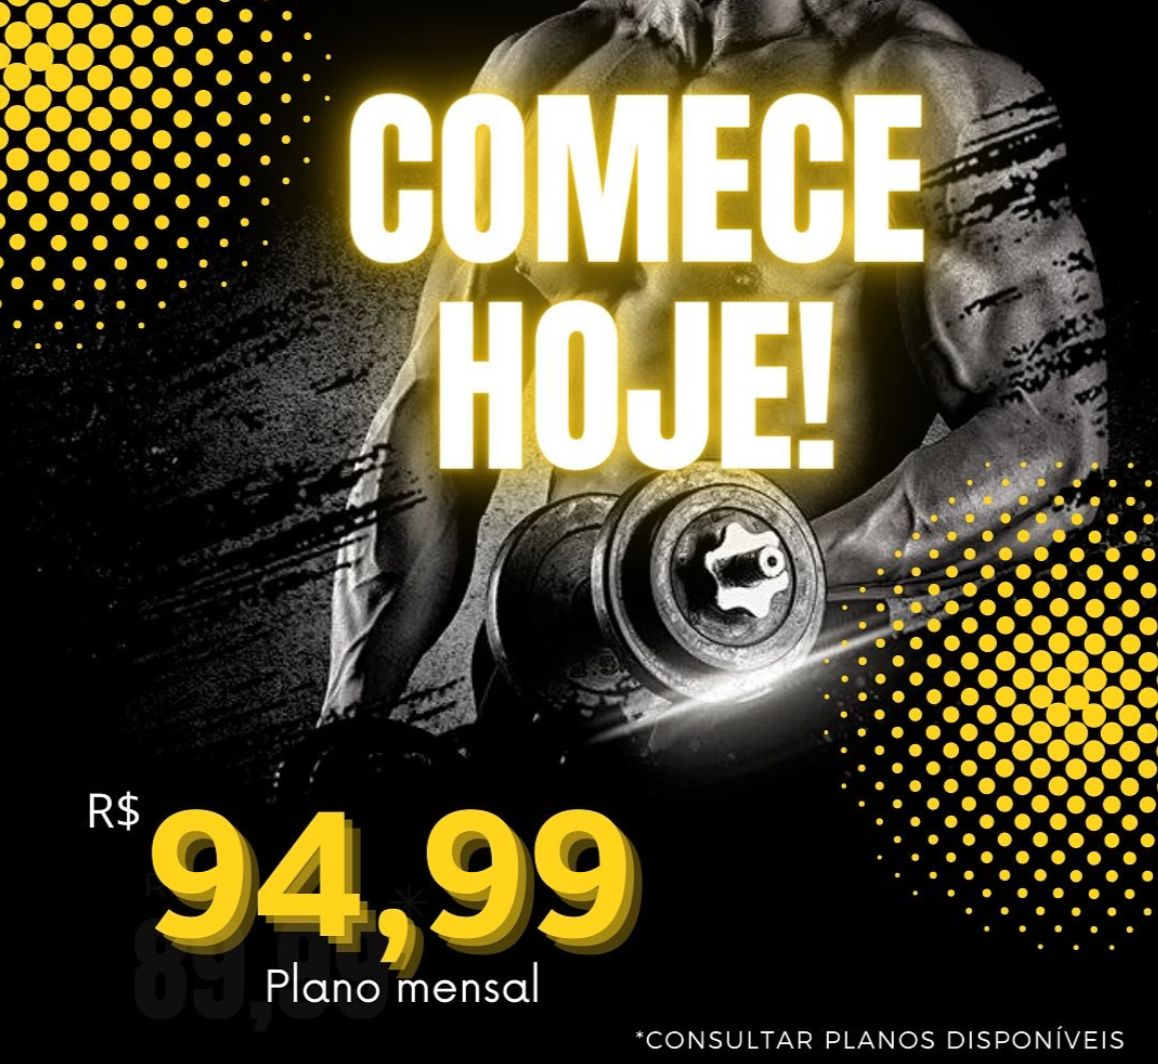 COMECE
HOJE!
R$ 94,99
Plano mensal
*CONSULTAR PLANOS DISPONÍVEIS